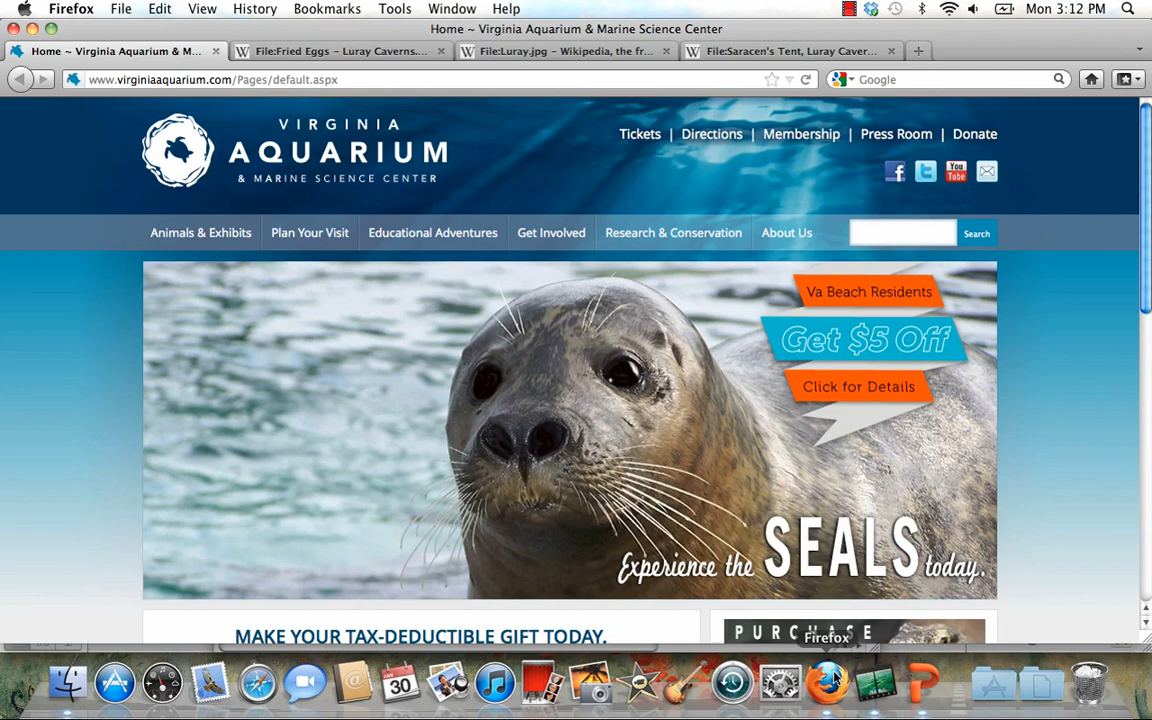 Firefox File Edit View History Bookmarks Tools Window Help Mon 3:12 PM
Home ~ Virginia Aquarium & Marine Science Center
Home ~ Virginia Aquarium & M... File:Fried Eggs – Luray Caverns.... File:Luray.jpg – Wikipedia, the fr... File:Saracen's Tent, Luray Caver...
www.virginiaaquarium.com/Pages/default.aspx Google
VIRGINIA
AQUARIUM
& MARINE SCIENCE CENTER
Tickets | Directions | Membership | Press Room | Donate
f t You Tube
Animals & Exhibits Plan Your Visit Educational Adventures Get Involved Research & Conservation About Us Search
Va Beach Residents
Get $5 Off
Click for Details
Experience the SEALS today.
MAKE YOUR TAX-DEDUCTIBLE GIFT TODAY.
PURCHASE
Firefox
JAN
30